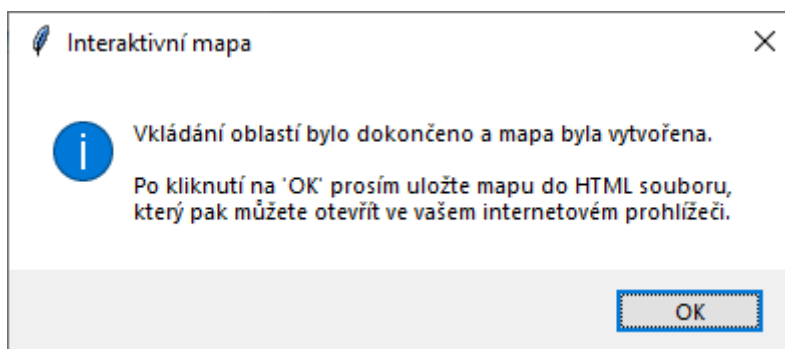 Interaktivní mapa
Vkládání oblastí bylo dokončeno a mapa byla vytvořena.
Po kliknutí na 'OK' prosím uložte mapu do HTML souboru,
který pak můžete otevřít ve vašem internetovém prohlížeči.
OK